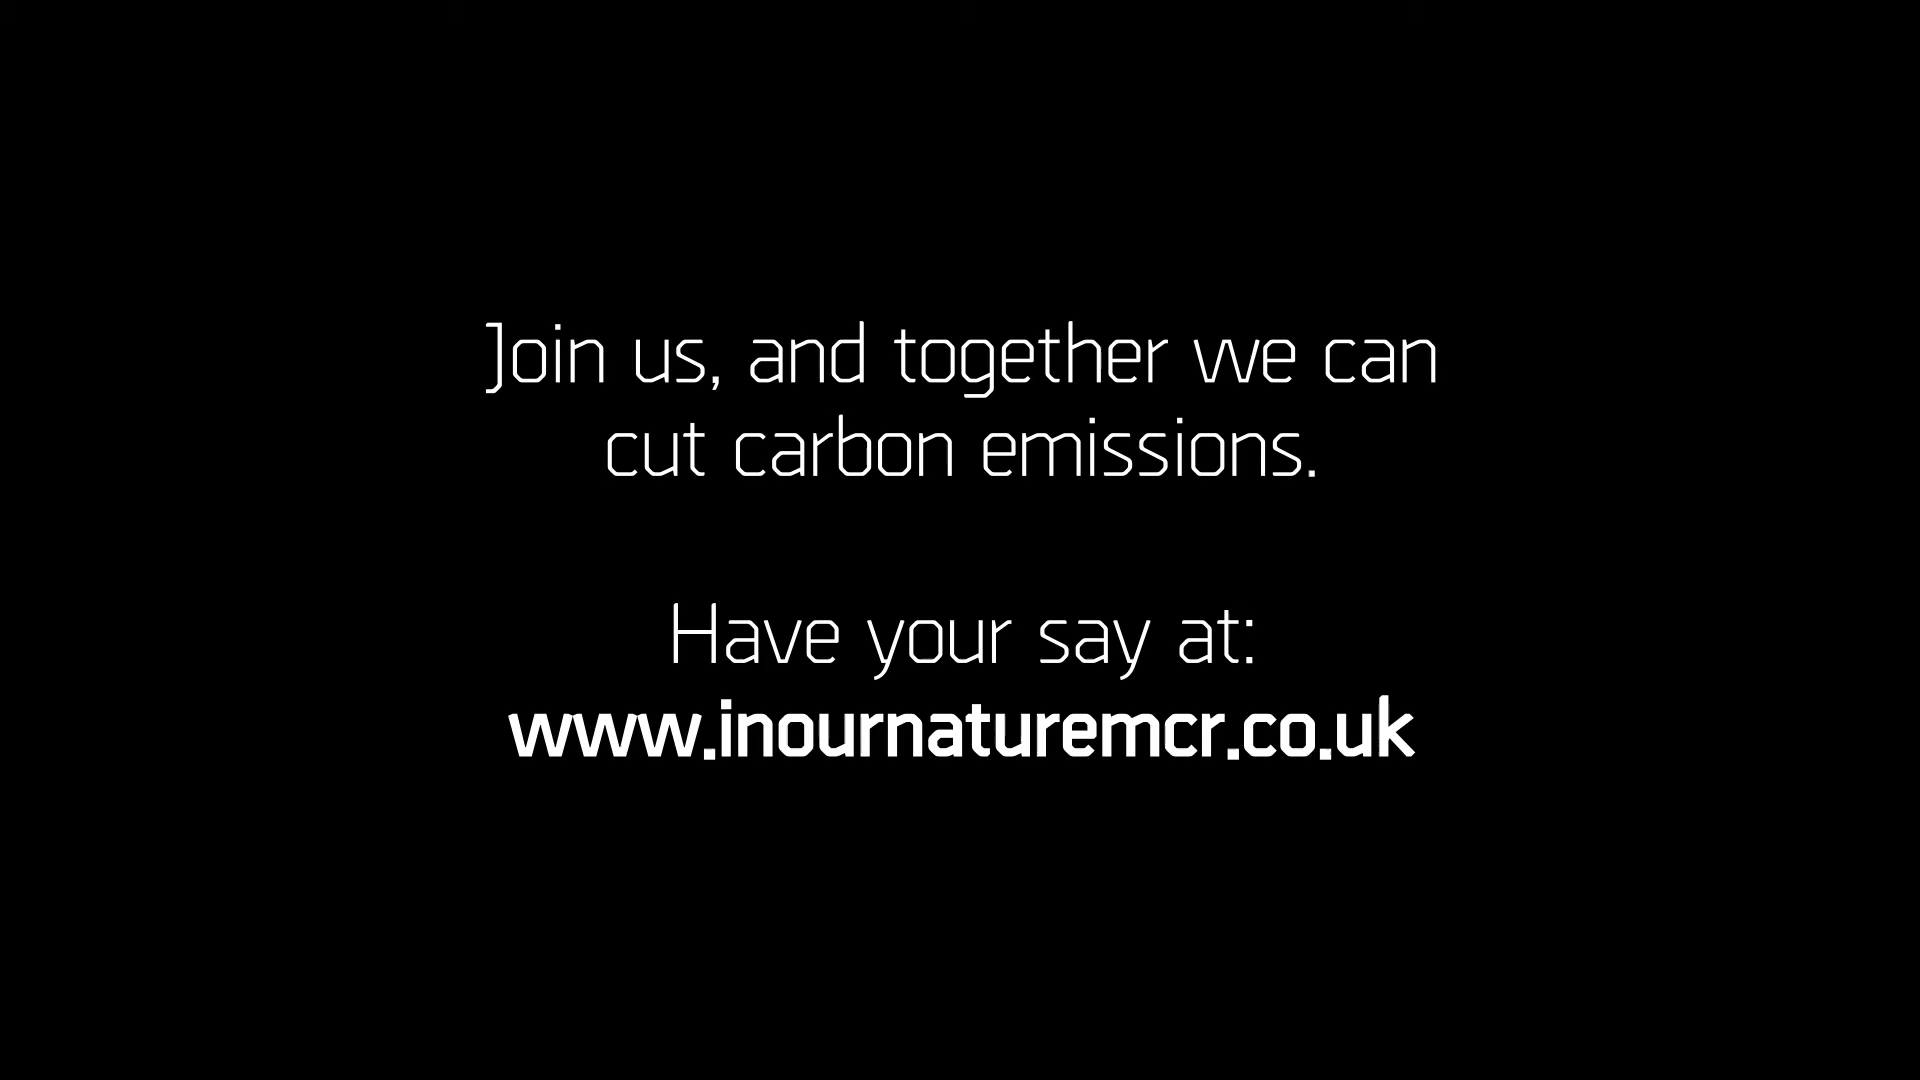 Join us, and together we can
cut carbon emissions.
Have your say at:
www.inournaturemcr.co.uk